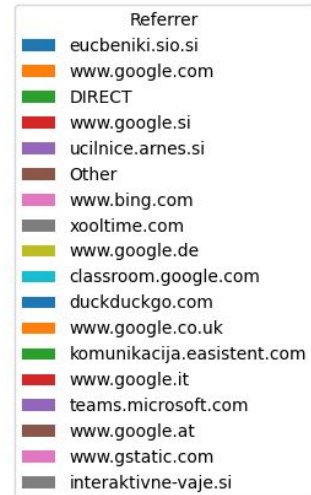 Referrer
eucbeniki.sio.si
www.google.com
DIRECT
www.google.si
ucilnice.arnes.si
Other
www.bing.com
xooltime.com
www.google.de
classroom.google.com
duckduckgo.com
www.google.co.uk
komunikacija.easistent.com
www.google.it
teams.microsoft.com
www.google.at
www.gstatic.com
interaktivne-vaje.si